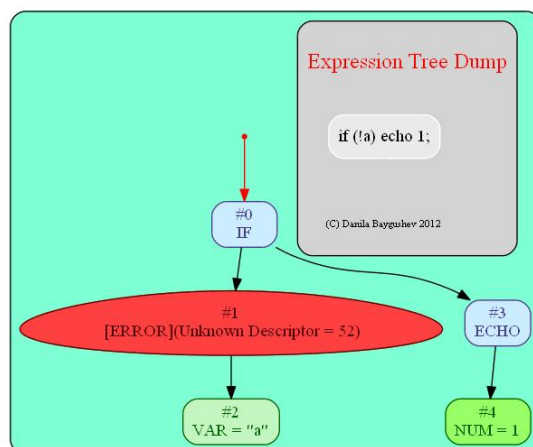 Expression Tree Dump
if (!a) echo 1;
(C) Danila Baygushev 2012
#0
IF
#1
[ERROR](Unknown Descriptor = 52)
#3
ECHO
#2
VAR = "a"
#4
NUM = 1